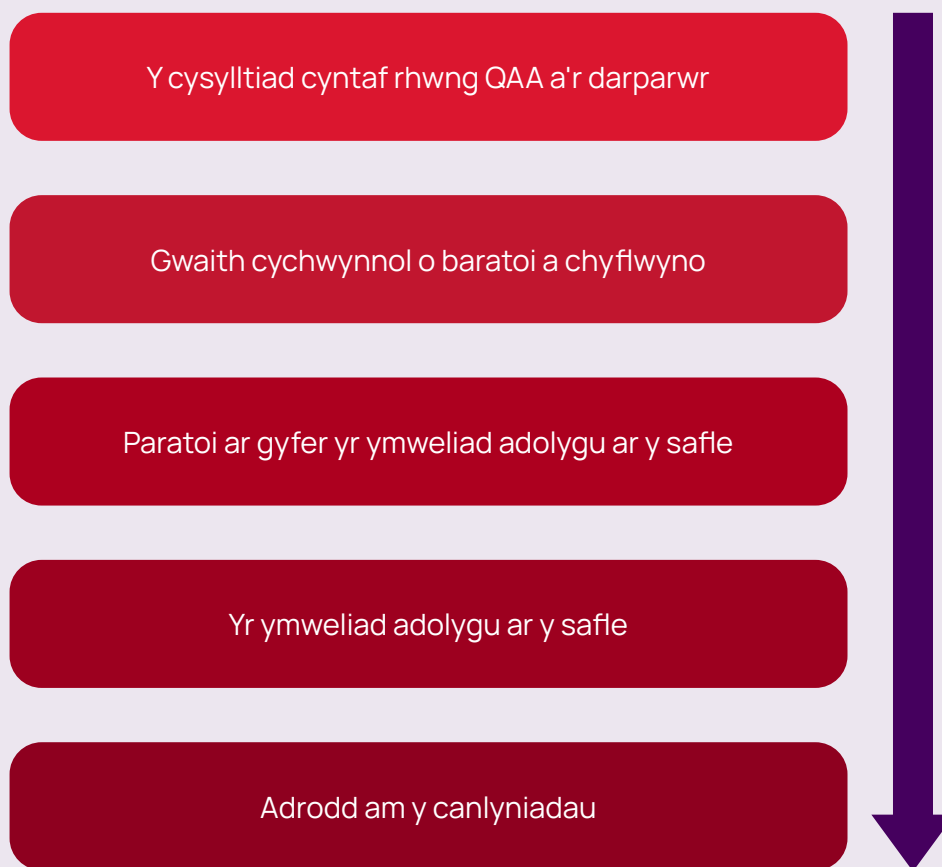 Y cysylltiad cyntaf rhwng QAA a'r darparwr
Gwaith cychwynnol o baratoi a chyflwyno
Paratoi ar gyfer yr ymweliad adolygu ar y safle
Yr ymweliad adolygu ar y safle
Adrodd am y canlyniadau